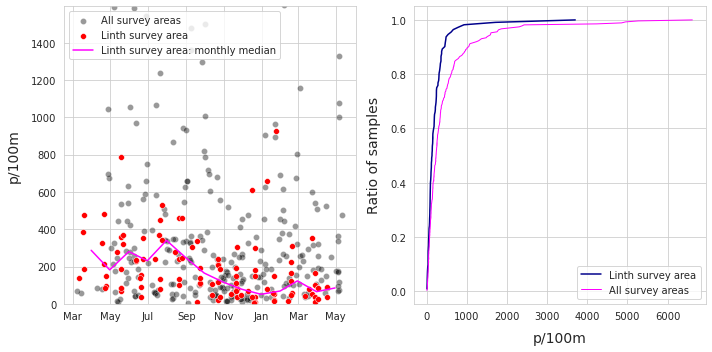 All survey areas
Linth survey area
Linth survey area: monthly median
p/100m
1600
1400
1200
1000
800
600
400
200
0
Mar
May
Jul
Sep
Nov
Jan
Mar
May
Ratio of samples
1.0
0.8
0.6
0.4
0.2
0.0
Linth survey area
All survey areas
0
1000
2000
3000
4000
5000
6000
p/100m